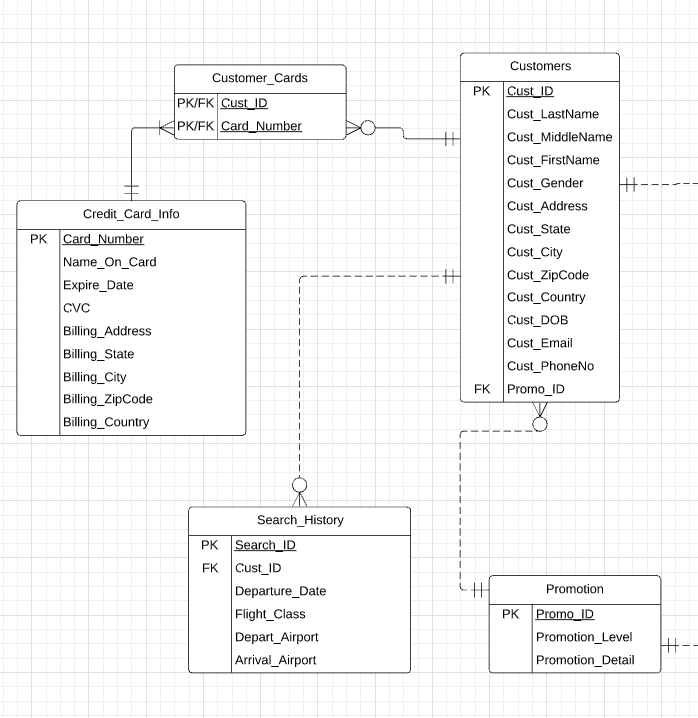 Customer_Cards
PK/FK Cust_ID
PK/FK Card_Number
Customers
PK Cust_ID
Cust_LastName
Cust_MiddleName
Cust_FirstName
Cust_Gender
Cust_Address
Cust_State
Cust_City
Cust_ZipCode
Cust_Country
Cust_DOB
Cust_Email
Cust_PhoneNo
FK Promo_ID
Credit_Card_Info
PK Card_Number
Name_On_Card
Expire_Date
CVC
Billing_Address
Billing_State
Billing_City
Billing_ZipCode
Billing_Country
Search_History
PK Search_ID
FK Cust_ID
Departure_Date
Flight_Class
Depart_Airport
Arrival_Airport
Promotion
PK Promo_ID
Promotion_Level
Promotion_Detail